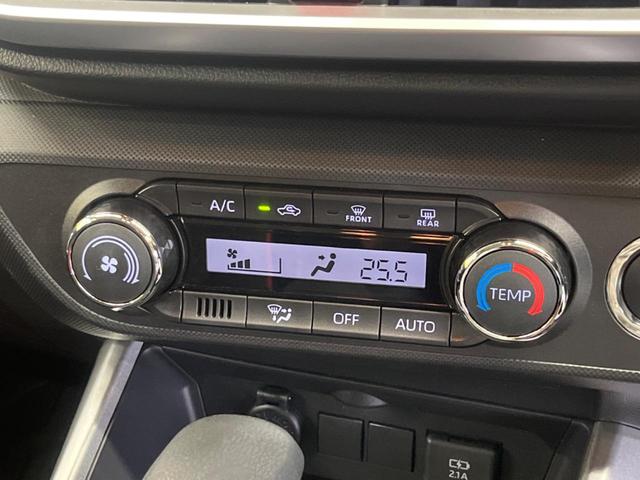 A/C
FRONT
REAR
25.5
TEMP
OFF
AUTO
2.1A